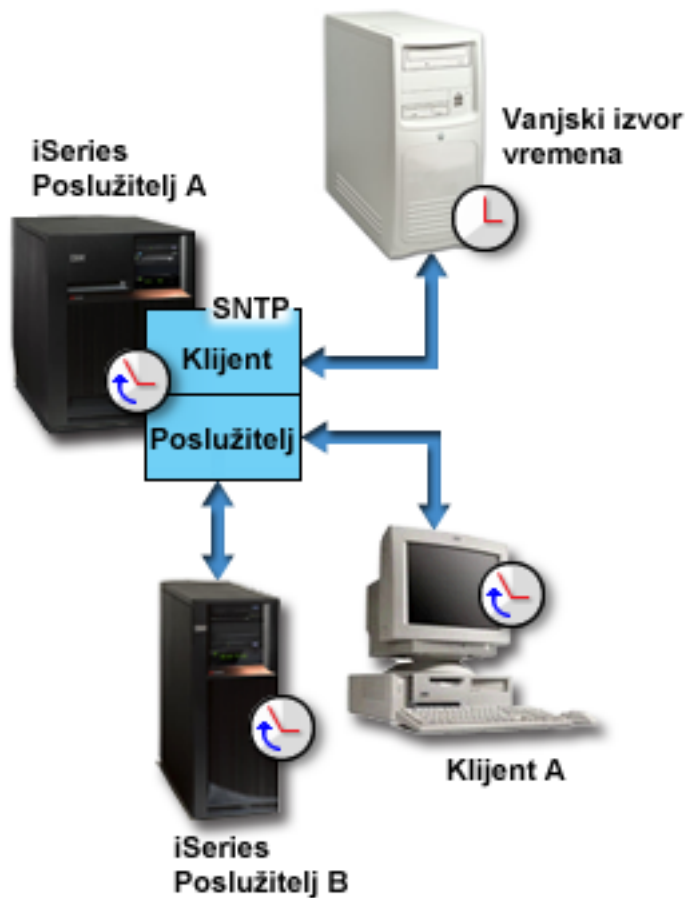 Vanjski izvor
vremena
iSeries
Poslužitelj A
SNTP
Klijent
Poslužitelj
Klijent A
iSeries
Poslužitelj B